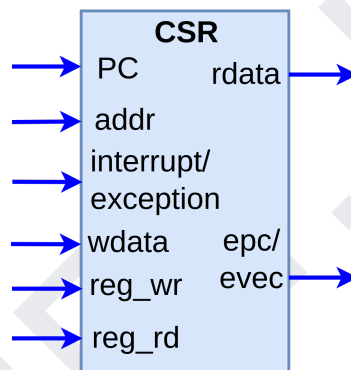 CSR
PC
rdata
addr
interrupt/
exception
wdata
epc/
reg_wr
evec
reg_rd